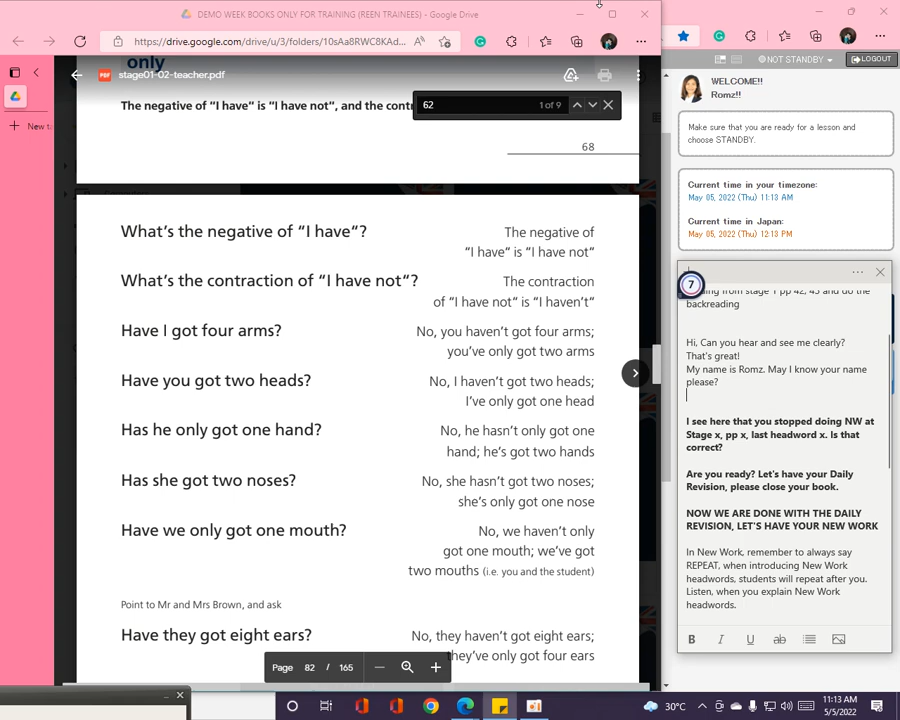 DEMO WEEK BOOKS ONLY FOR TRAINING (REEN TRAINEES) - Google Drive
https://drive.google.com/drive/u/3/folders/10sAa8RWC8KAd...
New t
only
stage01-02-teacher.pdf
The negative of "I have" is "I have not", and the contr
62
1 of 9
68
What's the negative of "I have"?
The negative of
"I have" is "I have not"
What's the contraction of "I have not"?
The contraction
of "I have not" is "I haven't"
Have I got four arms?
No, you haven't got four arms;
you've only got two arms
Have you got two heads?
No, I haven't got two heads;
I've only got one head
Has he only got one hand?
No, he hasn't only got one
hand; he's got two hands
Has she got two noses?
No, she hasn't got two noses;
she's only got one nose
Have we only got one mouth?
No, we haven't only
got one mouth; we've got
two mouths (i.e. you and the student)
Point to Mr and Mrs Brown, and ask
Have they got eight ears?
No, they haven't got eight ears;
they've only got four ears
Page 82 / 165
NOT STANDBY
LOGOUT
WELCOME!!
Romz!!
Make sure that you are ready for a lesson and
choose STANDBY.
Current time in your timezone:
May 05, 2022 (Thu) 11:13 AM
Current time in Japan:
May 05, 2022 (Thu) 12:13 PM
7
from stage 1 pp 42, 43 and do the
backreading
Hi, Can you hear and see me clearly?
That's great!
My name is Romz. May I know your name
please?
I see here that you stopped doing NW at
Stage x, pp x, last headword x. Is that
correct?
Are you ready? Let's have your Daily
Revision, please close your book.
NOW WE ARE DONE WITH THE DAILY
REVISION, LET'S HAVE YOUR NEW WORK
In New Work, remember to always say
REPEAT, when introducing New Work
headwords, students will repeat after you.
Listen, when you explain New Work
headwords.
B I U ab
30°C
11:13 AM
5/5/2022